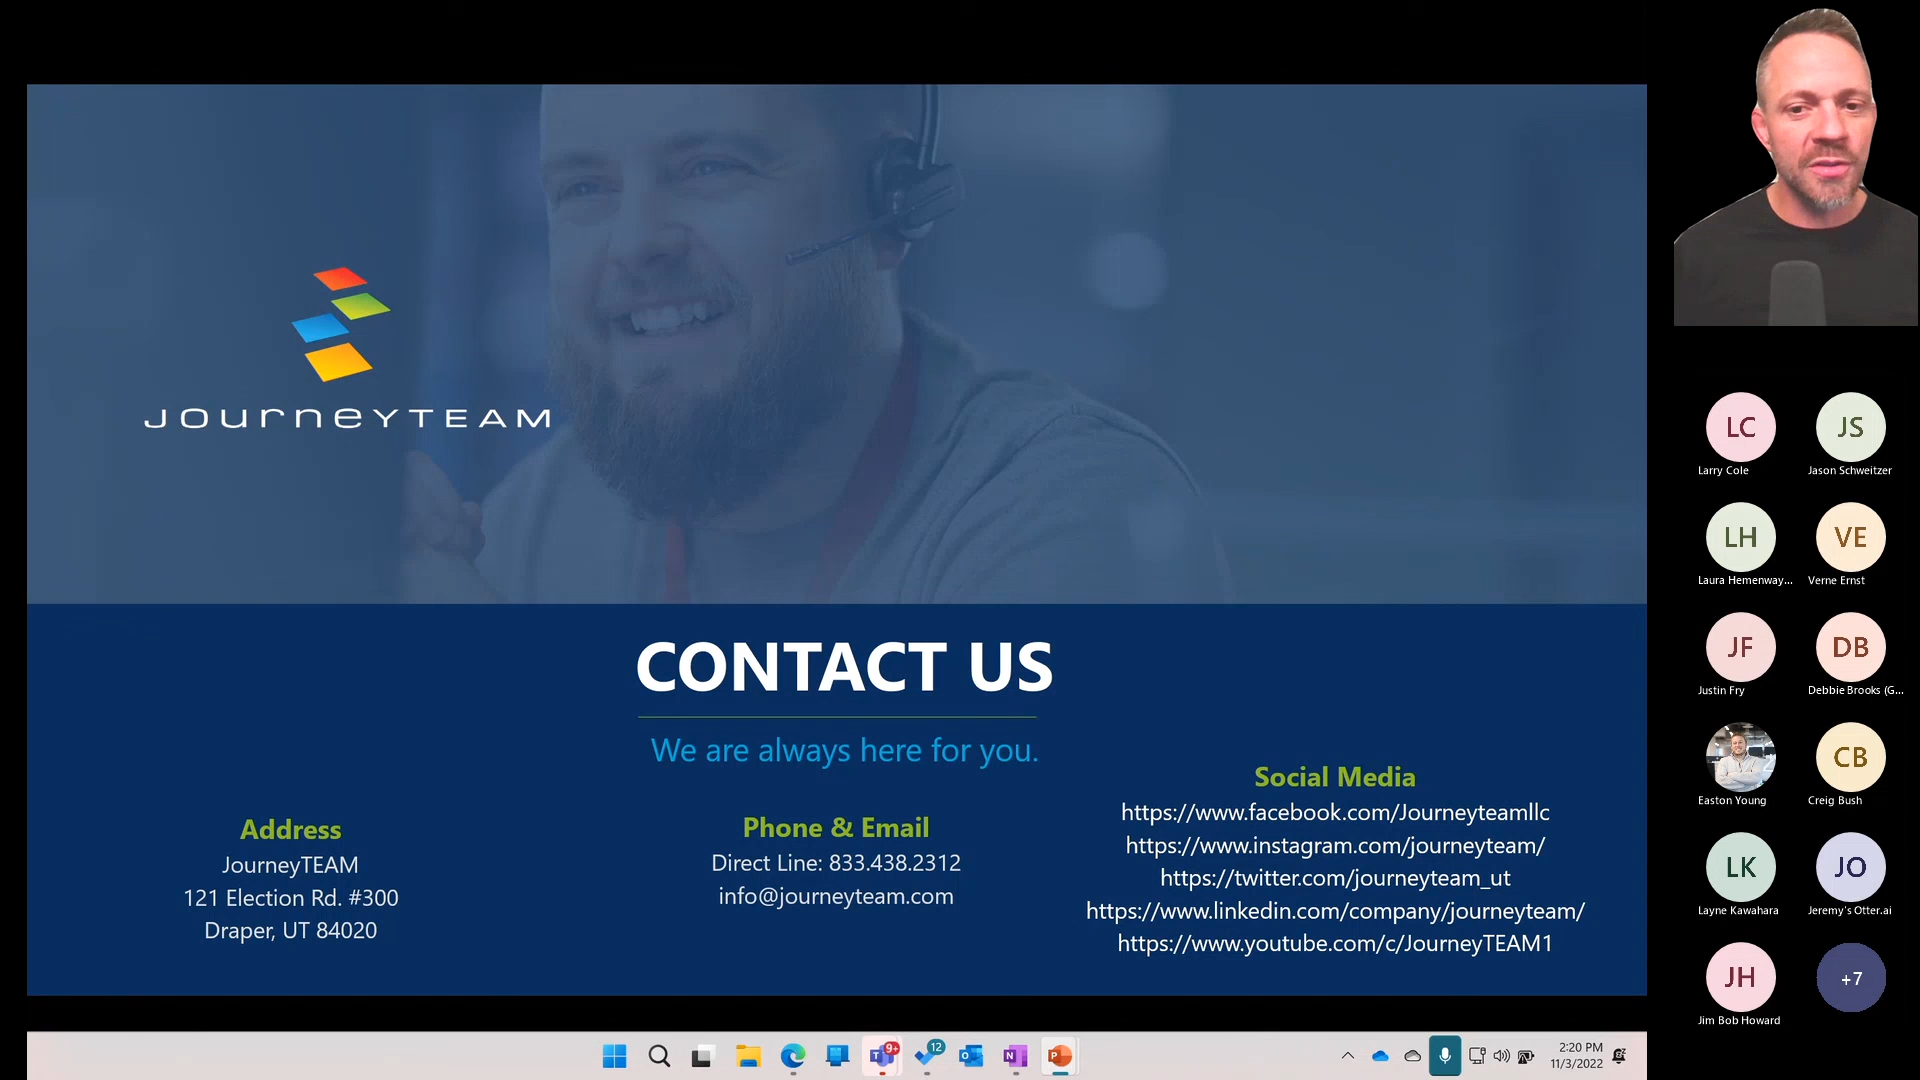 JOURNEYTEAM
CONTACT US
We are always here for you.
Address
JourneyTEAM
121 Election Rd. #300
Draper, UT 84020
Phone & Email
Direct Line: 833.438.2312
info@journeyteam.com
Social Media
https://www.facebook.com/Journeyteamllc
https://www.instagram.com/journeyteam/
https://twitter.com/journeyteam_ut
https://www.linkedin.com/company/journeyteam/
https://www.youtube.com/c/JourneyTEAM1
LC
Larry Cole
JS
Jason Schweitzer
LH
Laura Hemenway...
VE
Verne Ernst
JF
Justin Fry
DB
Debbie Brooks (G...
Easton Young
CB
Creig Bush
LK
Layne Kawahara
JO
Jeremy's Otter.ai
JH
Jim Bob Howard
+7
9+
12
2:20 PM
11/3/2022